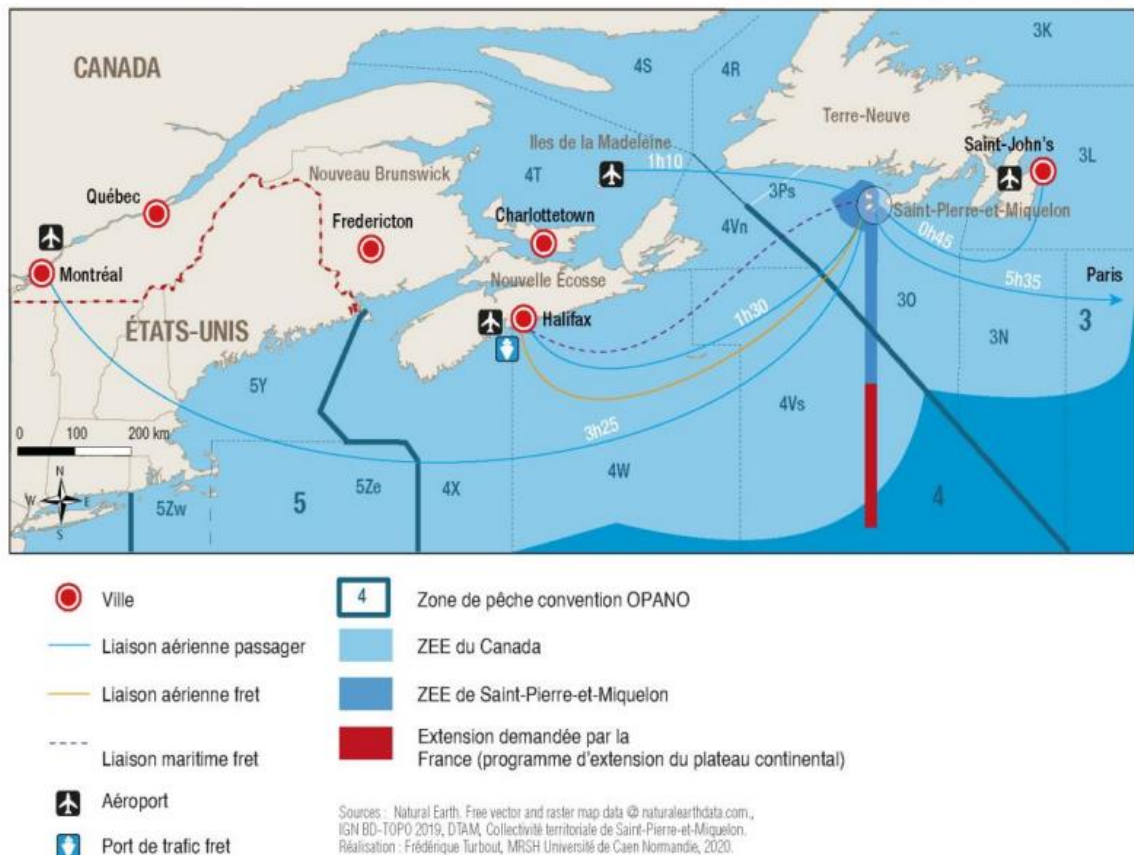 CANADA
4S
4R
3K
Terre-Neuve
Iles de la Madeleine
1h10
Saint-John's
3L
Nouveau Brunswick
4T
3Ps
Québec
Fredericton
Charlottetown
4Vn
Saint-Pierre-et-Miquelon
0h45
Montréal
Nouvelle Écosse
5h35
Paris
ÉTATS-UNIS
Halifax
1h30
3O
3N
3
5Y
4Vs
3h25
0 100 200 km
N
W E
S
5Zw
5
5Ze
4X
4W
4
Ville
Liaison aérienne passager
Liaison aérienne fret
Liaison maritime fret
Aéroport
Port de trafic fret
4 Zone de pêche convention OPANO
ZEE du Canada
ZEE de Saint-Pierre-et-Miquelon
Extension demandée par la
France (programme d'extension du plateau continental)
Sources : Natural Earth. Free vector and raster map data @ naturalearthdata.com.,
IGN BD-TOPO 2019, DTAM, Collectivité territoriale de Saint-Pierre-et-Miquelon.
Réalisation : Frédérique Turbout, MRSH Université de Caen Normandie, 2020.